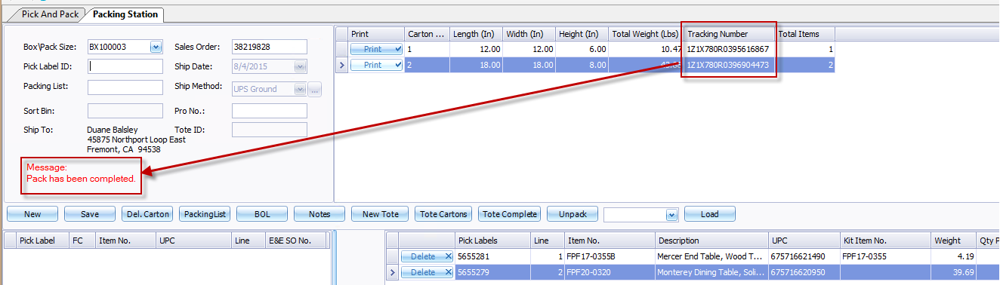 Pick And Pack Packing Station
Box\Pack Size: BX100003 Sales Order: 38219828
Pick Label ID: Ship Date: 8/4/2015
Packing List: Ship Method: UPS Ground ...
Sort Bin: Pro No.:
Ship To: Duane Balsley Tote ID:
45875 Northport Loop East
Fremont, CA 94538
Message:
Pack has been completed.
Print Carton ... Length (In) Width (In) Height (In) Total Weight (Lbs) Tracking Number Total Items
Print 1 12.00 12.00 6.00 10.47 1Z1X780R0395616867 1
Print 2 18.00 18.00 8.00 1Z1X780R0396904473 2
New Save Del. Carton PackingList BOL Notes New Tote Tote Cartons Tote Complete Unpack Load
Pick Label FC Item No. UPC Line E&E SO No.
Pick Labels Line Item No. Description UPC Kit Item No. Weight Qty P
Delete X 5655281 1 FPF17-0355B Mercer End Table, Wood T... 675716621490 FPF17-0355 4.19
Delete X 5655279 2 FPF20-0320 Monterey Dining Table, Soli... 675716620950 39.69